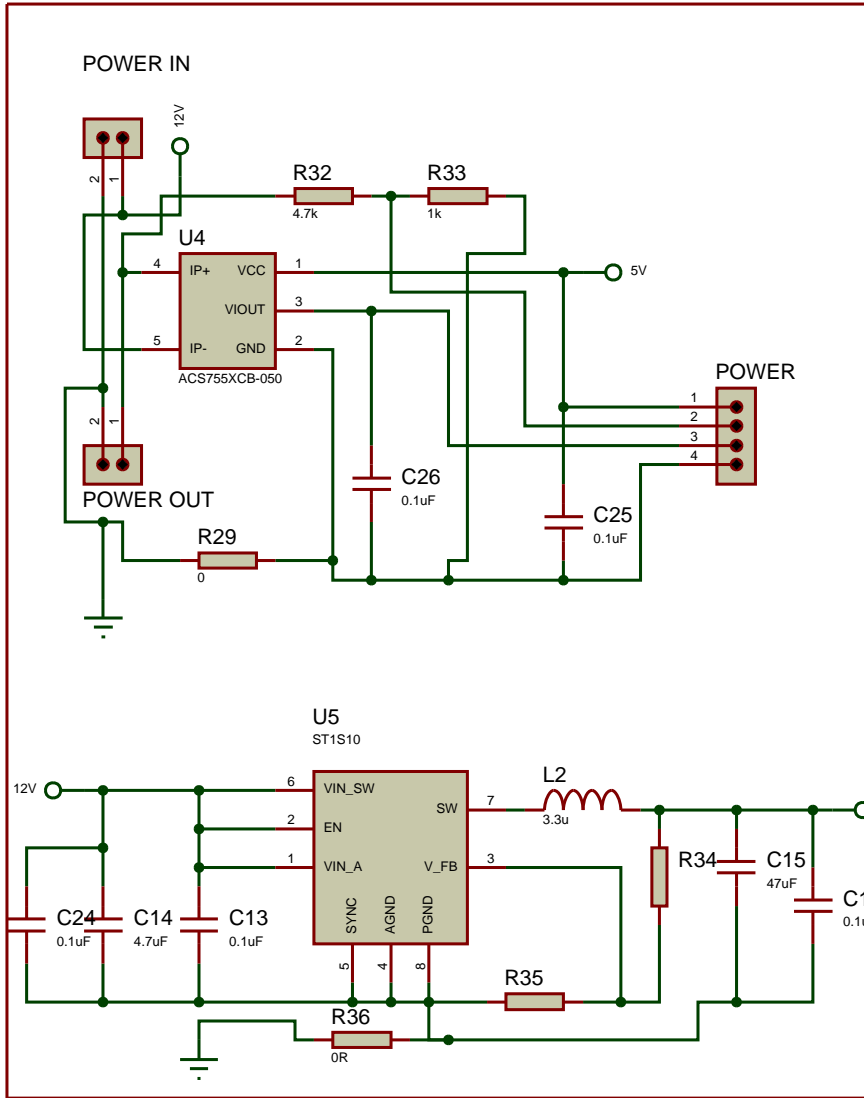 POWER IN
12V
2
1
R32
4.7k
R33
1k
U4
4
IP+
VCC
1
5V
VIOUT
3
5
IP-
GND
2
ACS755XCB-050
POWER
1
2
3
4
2
1
POWER OUT
C26
0.1uF
C25
0.1uF
R29
0
U5
ST1S10
12V
6
VIN_SW
2
EN
1
VIN_A
SW
7
V_FB
3
SYNC
AGND
PGND
5
4
8
L2
3.3u
R34
C15
47uF
C1
0.1u
C24
0.1uF
C14
4.7uF
C13
0.1uF
R35
R36
0R